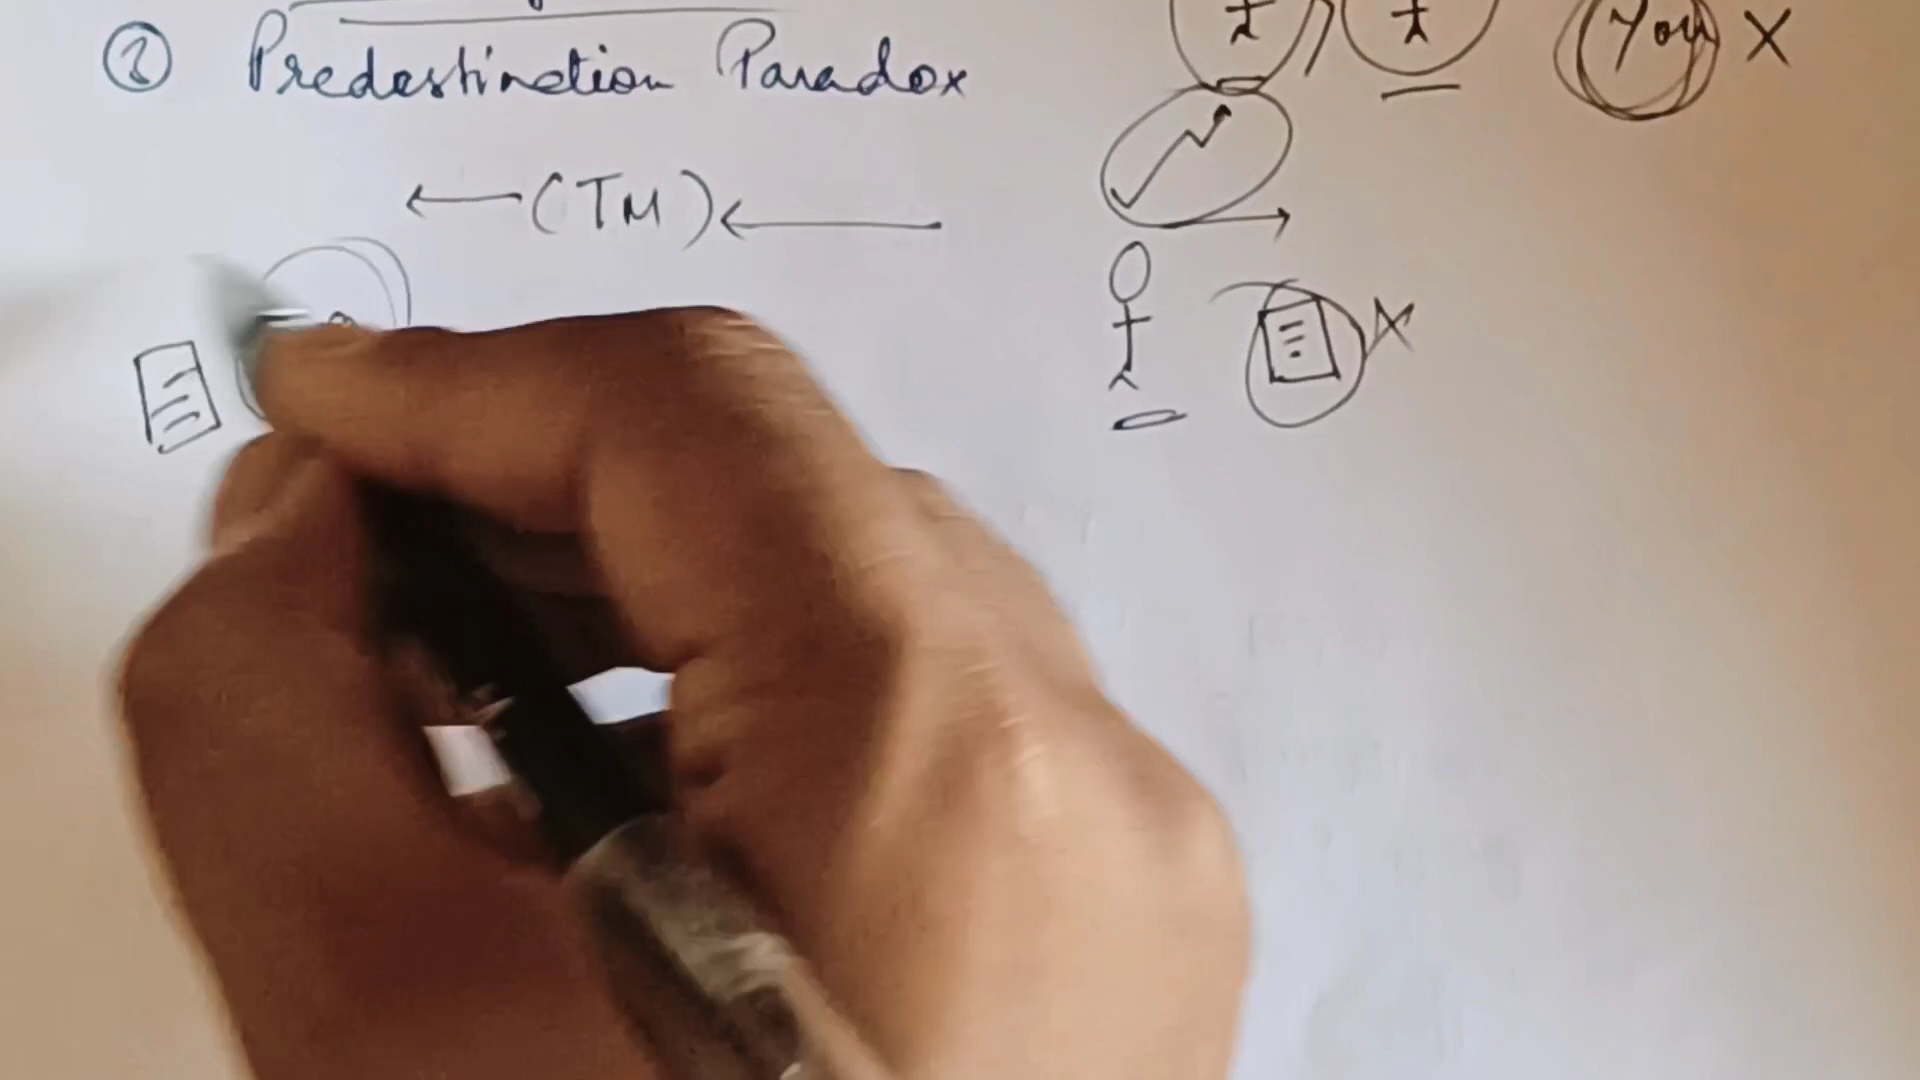 ② Predestination Paradox
You X
(TM)
X